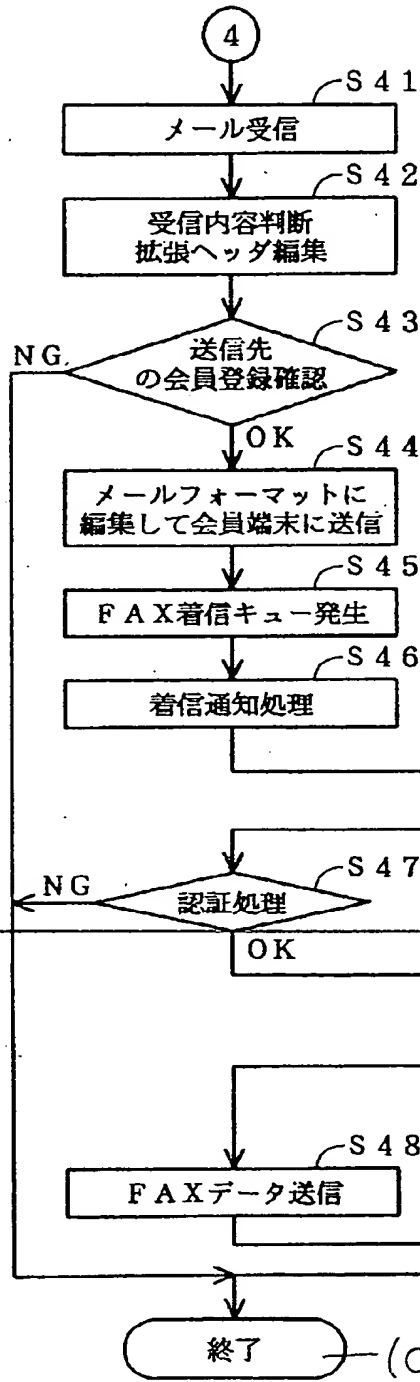 4
S41
メール受信
S42
受信内容判断
拡張ヘッダ編集
S43
NG
送信先
の会員登録確認
OK
S44
メールフォーマットに
編集して会員端末に送信
S45
FAX着信キュー発生
S46
着信通知処理
S47
NG
認証処理
OK
S48
FAXデータ送信
終了